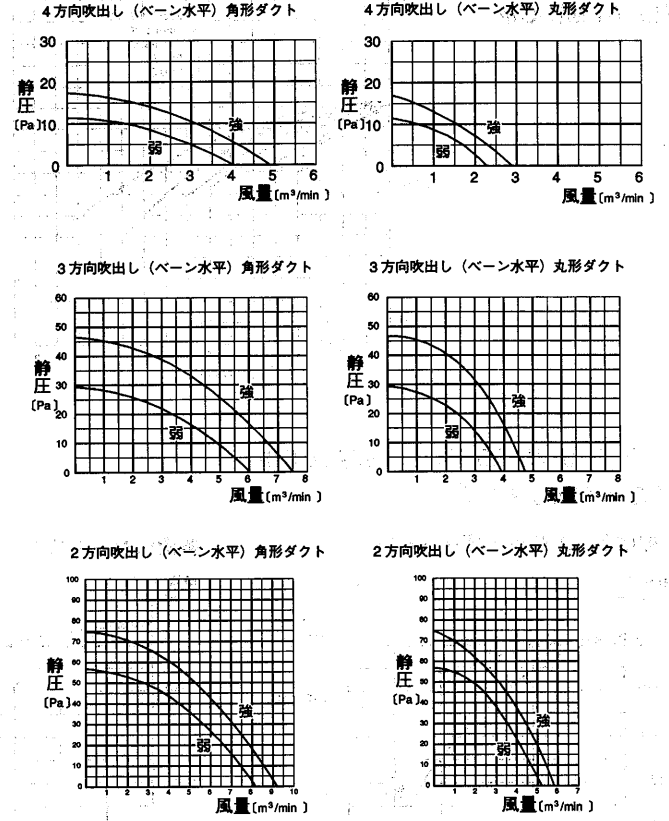 4方向吹出し（ベーン水平）角形ダクト
30
20
10
0
静圧
〔Pa〕
強
弱
1 2 3 4 5 6
風量〔m³/min〕
4方向吹出し（ベーン水平）丸形ダクト
30
20
10
0
静圧
〔Pa〕
強
弱
1 2 3 4 5 6
風量〔m³/min〕
3方向吹出し（ベーン水平）角形ダクト
60
50
40
30
20
10
0
静圧
〔Pa〕
強
弱
1 2 3 4 5 6 7 8
風量〔m³/min〕
3方向吹出し（ベーン水平）丸形ダクト
60
50
40
30
20
10
0
静圧
〔Pa〕
強
弱
1 2 3 4 5 6 7 8
風量〔m³/min〕
2方向吹出し（ベーン水平）角形ダクト
100
90
80
70
60
50
40
30
20
10
0
静圧
〔Pa〕
強
弱
1 2 3 4 5 6 7 8 9 10
風量〔m³/min〕
2方向吹出し（ベーン水平）丸形ダクト
100
90
80
70
60
50
40
30
20
10
0
静圧
〔Pa〕
強
弱
1 2 3 4 5 6 7
風量〔m³/min〕